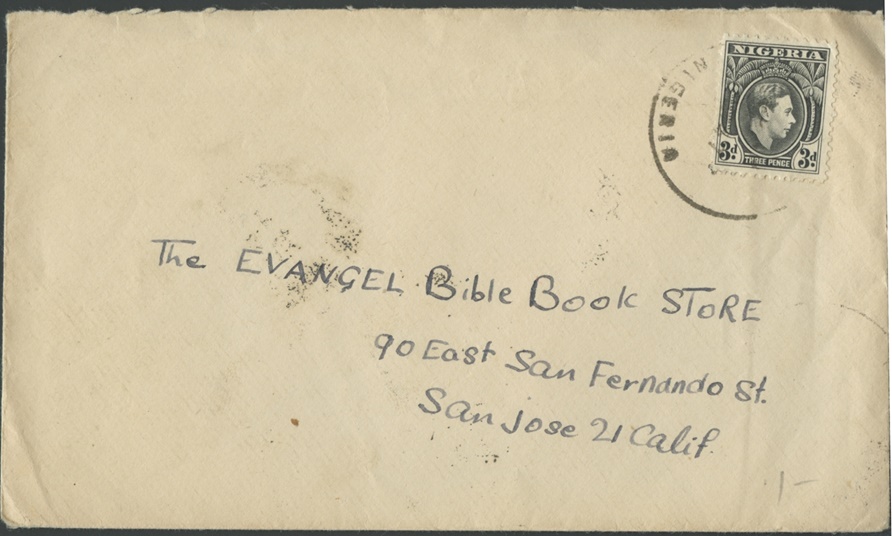 NIGERIA
3d THREE PENCE 3d
NIGERIA
The EVANGEL Bible Book STORE
90 East San Fernando St.
San Jose 21 Calif.
1-